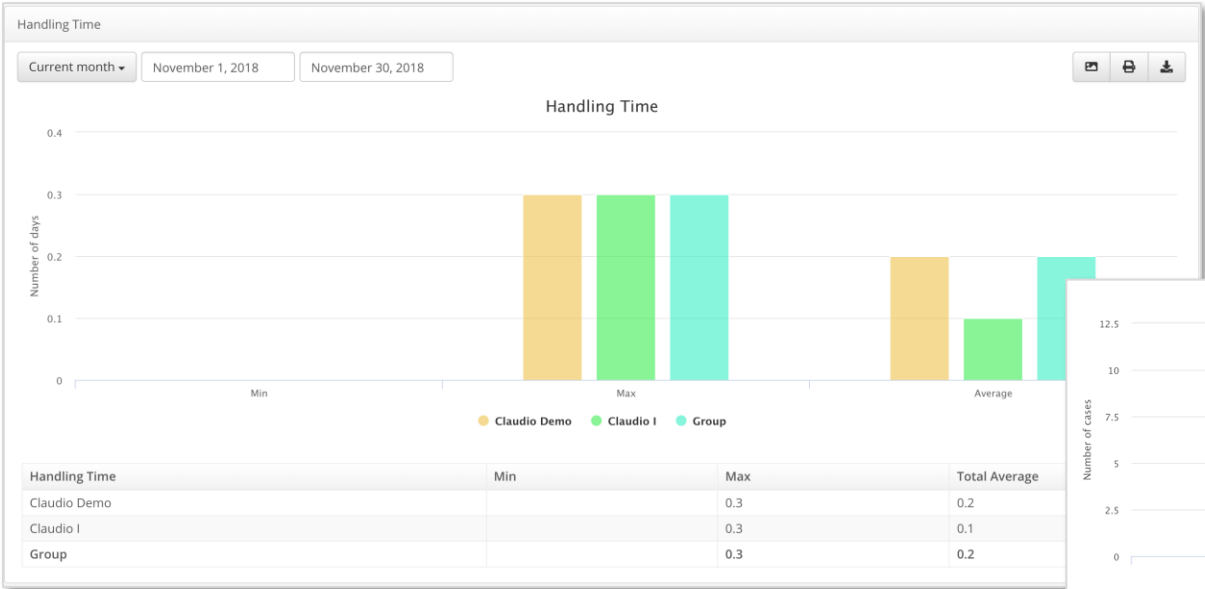 Handling Time
Current month November 1, 2018 November 30, 2018
Handling Time
0.4
0.3
0.2
0.1
0
Number of days
Min Max Average
Claudio Demo Claudio I Group
Handling Time Min Max Total Average
Claudio Demo 0.3 0.2
Claudio I 0.3 0.1
Group 0.3 0.2
12.5
10
7.5
5
2.5
0
Number of cases